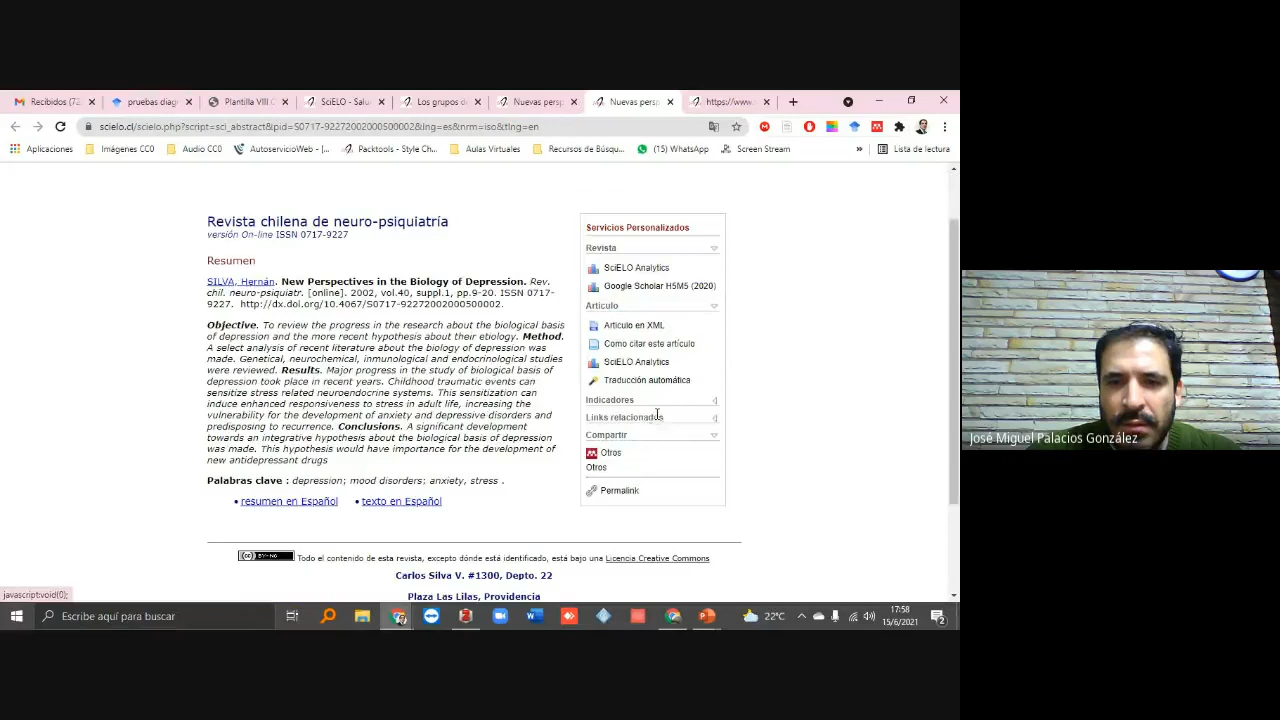 Recibidos (72
pruebas diag
Plantilla VIII C
SciELO - Salu
Los grupos d
Nuevas persp
Nuevas persp
https://www.
scielo.cl/scielo.php?script=sci_abstract&pid=S0717-92272002000500002&lng=es&nrm=iso&tlng=en
Aplicaciones
Imágenes CC0
Audio CC0
AutoservicioWeb -[...
Packtools - Style Ch...
Aulas Virtuales
Recursos de Búsqu...
(15) WhatsApp
Screen Stream
»
Lista de lectura
Revista chilena de neuro-psiquiatría
versión On-line ISSN 0717-9227
Resumen
SILVA, Hernán. New Perspectives in the Biology of Depression. Rev.
chil. neuro-psiquiatr. [online]. 2002, vol.40, suppl.1, pp.9-20. ISSN 0717-
9227. http://dx.doi.org/10.4067/S0717-92272002000500002.
Objective. To review the progress in the research about the biological basis
of depression and the more recent hypothesis about their etiology. Method.
A select analysis of recent literature about the biology of depression was
made. Genetic, neurochemical, inmunological and endocrinological studies
were reviewed. Results. Major progress in the study of biological basis of
depression took place in recent years. Childhood traumatic events can
sensitize stress related neuroendocrine systems. This sensitization can
induce enhanced responsiveness to stress in adult life, increasing the
vulnerability for the development of anxiety and depressive disorders and
predisposing to recurrence. Conclusions. A significant development
towards an integrative hypothesis about the biological basis of depression
was made. This hypothesis would have importance for the development of
new antidepressant drugs
Palabras clave : depression; mood disorders; anxiety, stress .
• resumen en Español • texto en Español
Servicios Personalizados
Revista
SciELO Analytics
Google Scholar H5M5 (2020)
Articulo
Articulo en XML
Como citar este artículo
SciELO Analytics
Traducción automática
Indicadores
Links relacionados
Compartir
Otros
Otros
Permalink
BY-NC
Todo el contenido de esta revista, excepto dónde está identificado, está bajo una Licencia Creative Commons
Carlos Silva V. #1300, Depto. 22
Plaza Las Lilas, Providencia
javascript:void(0);
Escribe aquí para buscar
22°C
17:58
15/6/2021
2
José Miguel Palacios González